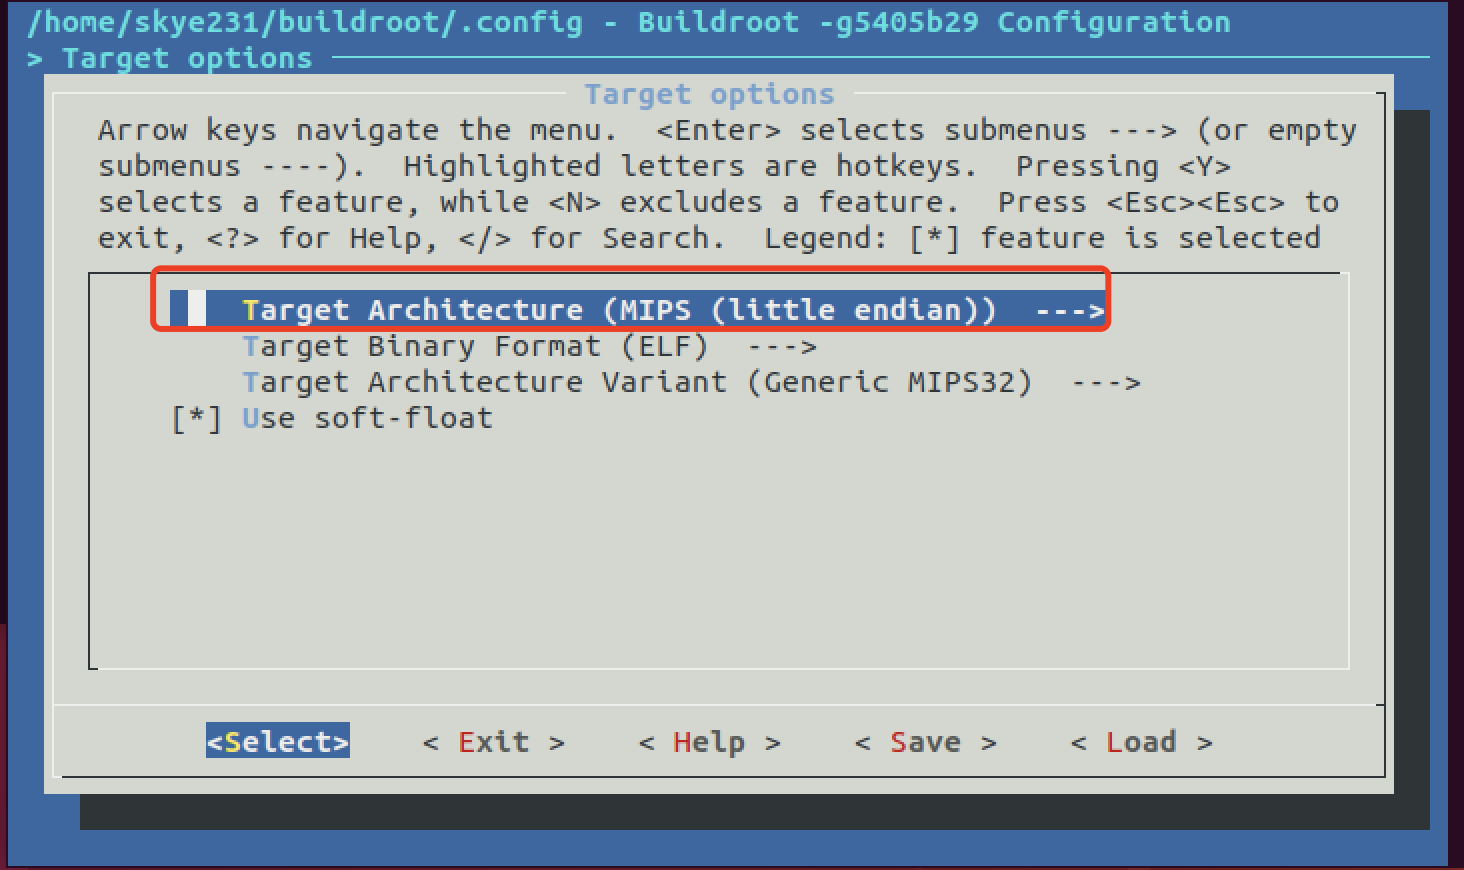 /home/skye231/buildroot/.config - Buildroot -g5405b29 Configuration
> Target options
Target options
Arrow keys navigate the menu.  <Enter> selects submenus ---> (or empty
submenus ----).  Highlighted letters are hotkeys.  Pressing <Y>
selects a feature, while <N> excludes a feature.  Press <Esc><Esc> to
exit, <?> for Help, </> for Search.  Legend: [*] feature is selected
Target Architecture (MIPS (little endian))  --->
Target Binary Format (ELF)  --->
Target Architecture Variant (Generic MIPS32)  --->
[*] Use soft-float
<Select>    < Exit >    < Help >    < Save >    < Load >